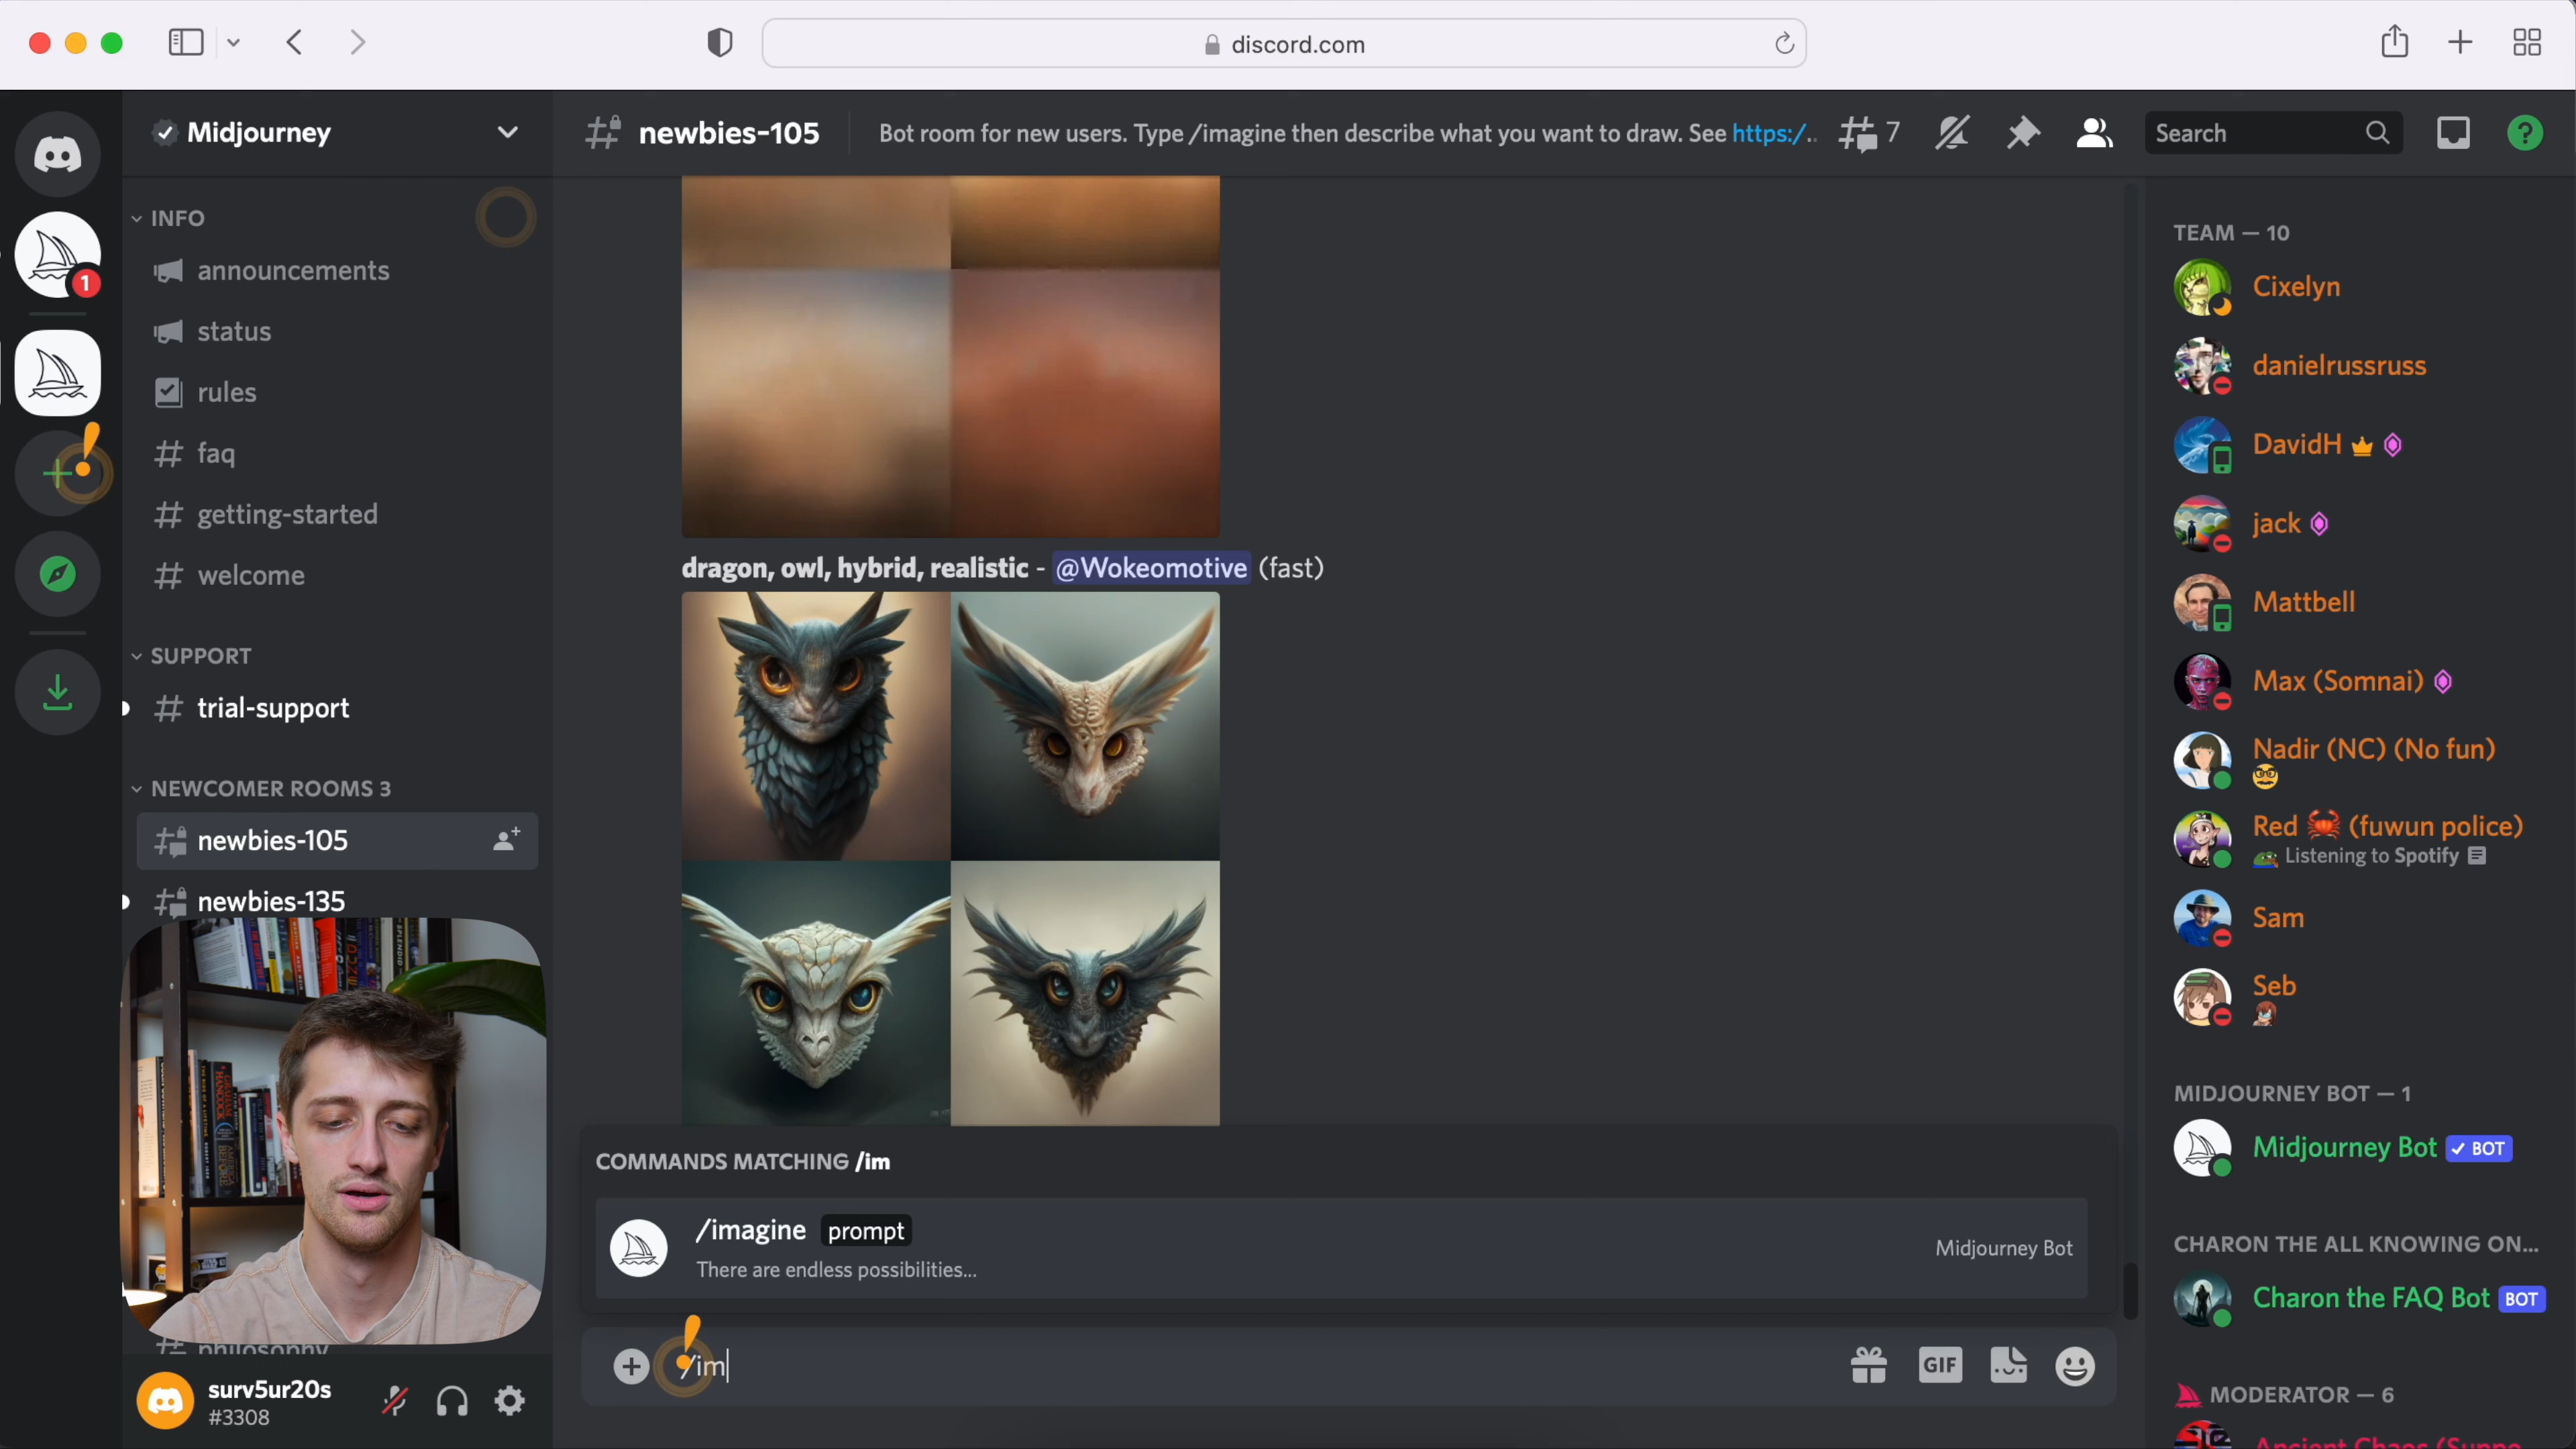 discord.com
Midjourney
newbies-105
Bot room for new users. Type /imagine then describe what you want to draw. See https:/...
7
Search
?
INFO
announcements
status
rules
faq
getting-started
welcome
1
SUPPORT
trial-support
NEWCOMER ROOMS 3
newbies-105
newbies-135
philosophy
surv5ur20s
#3308
dragon, owl, hybrid, realistic - @Wokeomotive (fast)
COMMANDS MATCHING /im
/imagine prompt
There are endless possibilities...
Midjourney Bot
/im
GIF
TEAM — 10
Cixelyn
danielrussruss
DavidH
jack
Mattbell
Max (Somnai)
Nadir (NC) (No fun)
Red (fuwun police)
Listening to Spotify
Sam
Seb
MIDJOURNEY BOT — 1
Midjourney Bot BOT
CHARON THE ALL KNOWING ON...
Charon the FAQ Bot BOT
MODERATOR — 6